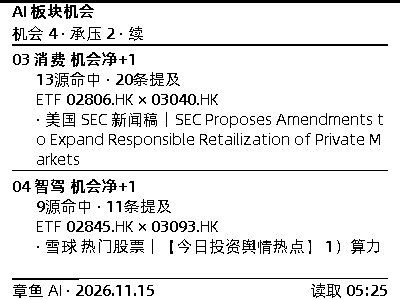 AI 板块机会
机会 4 · 承压 2 · 续
03 消费 机会净+1
13源命中 · 20条提及
ETF 02806.HK × 03040.HK
· 美国 SEC 新闻稿｜SEC Proposes Amendments t
o Expand Responsible Retailization of Private M
arkets
04 智驾 机会净+1
9源命中 · 11条提及
ETF 02845.HK × 03093.HK
· 雪球 热门股票｜【今日投资舆情热点】 1）算力
章鱼 AI · 2026.11.15
读取 05:25